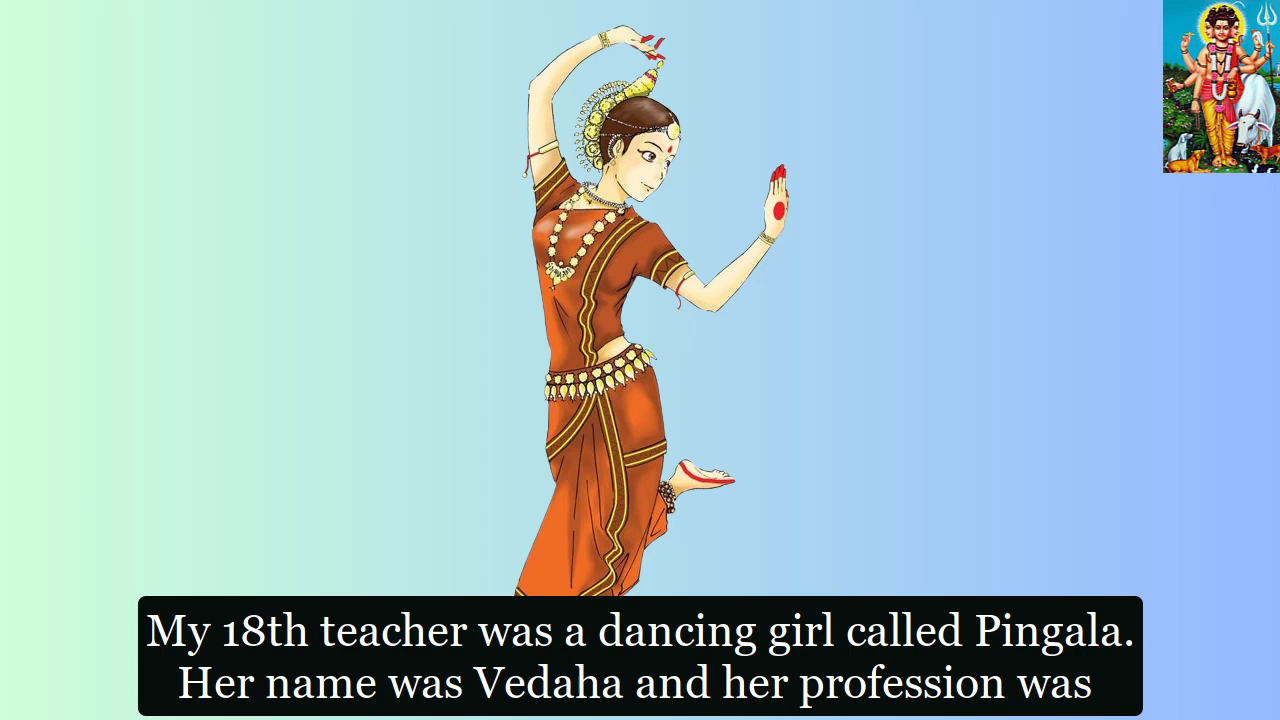 My 18th teacher was a dancing girl called Pingala.
Her name was Vedaha and her profession was